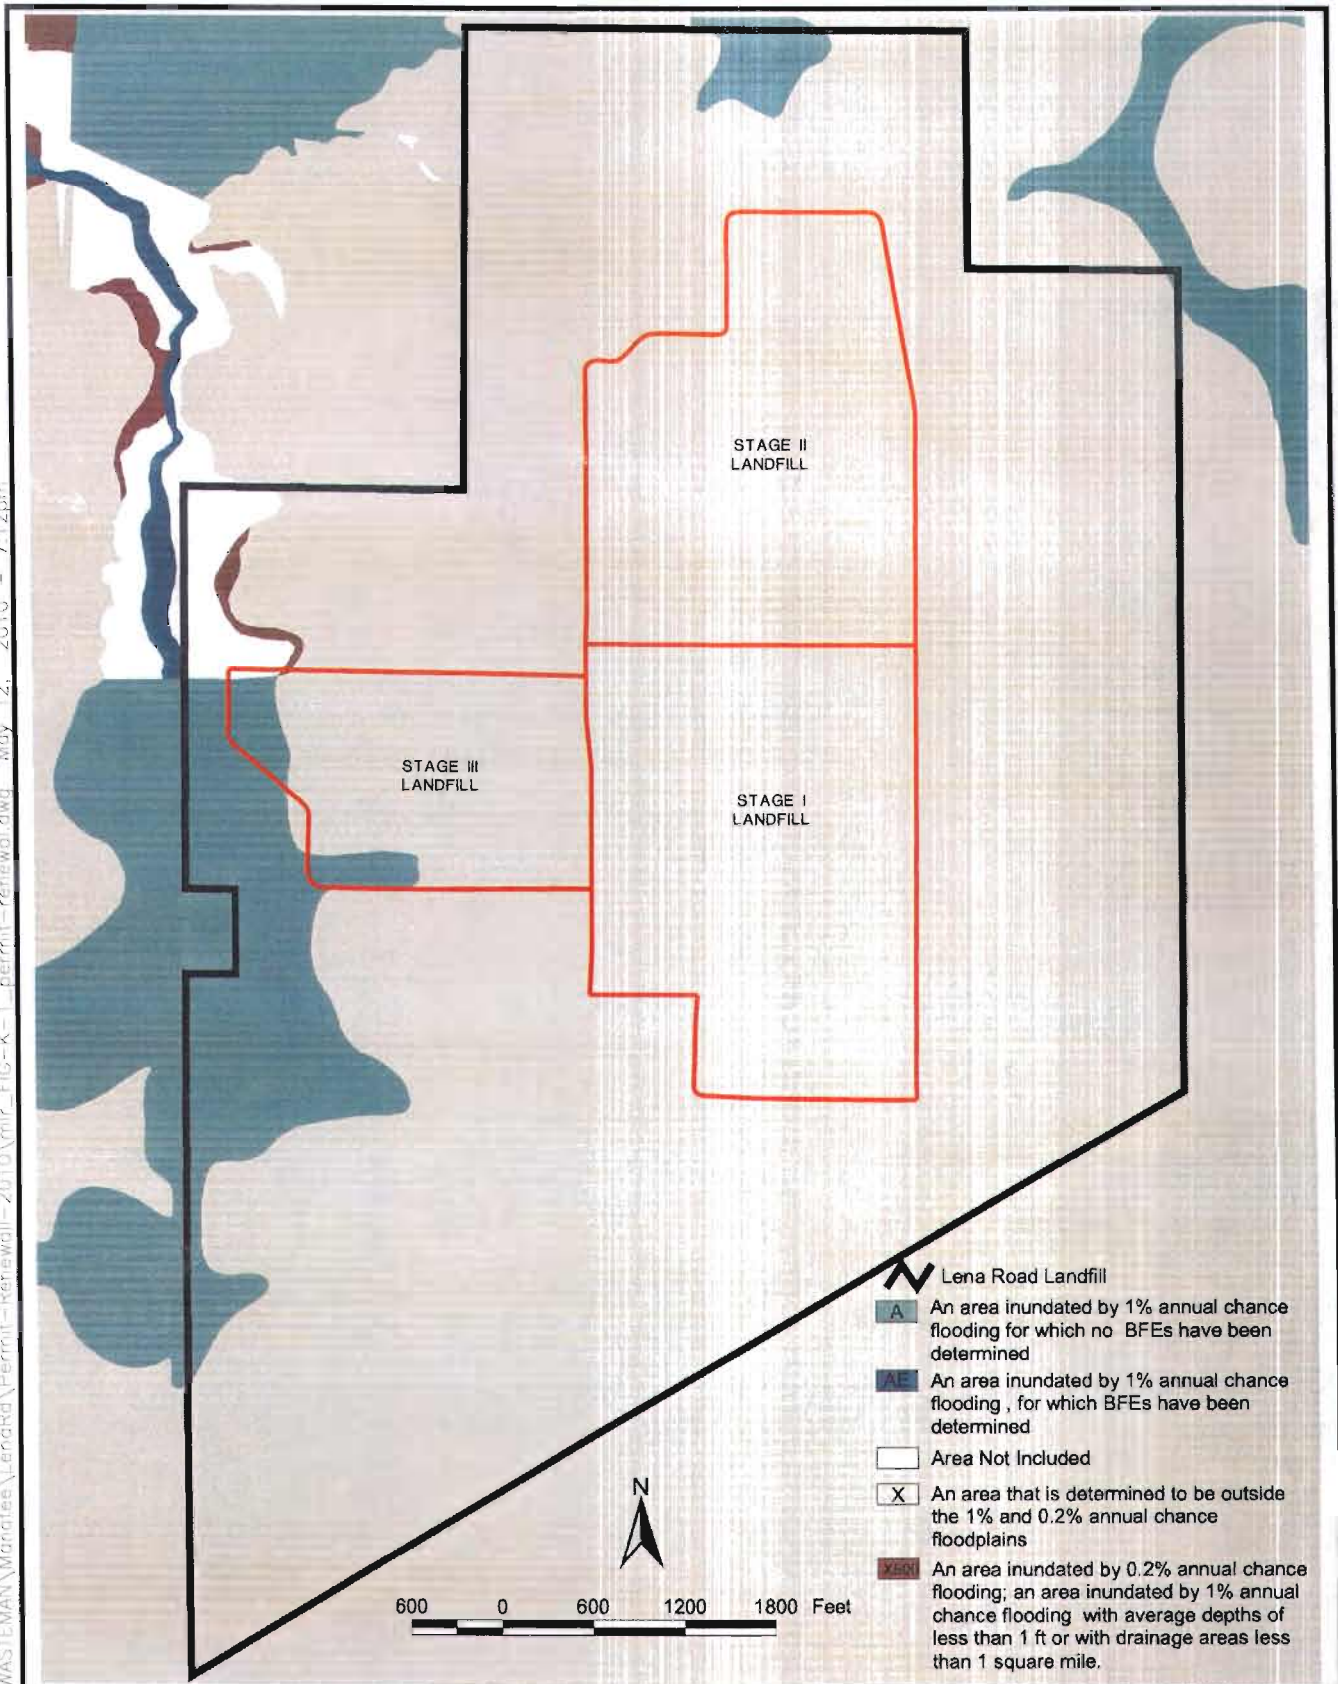 STAGE II
LANDFILL
STAGE III
LANDFILL
STAGE I
LANDFILL
Lena Road Landfill
A An area inundated by 1% annual chance
flooding for which no BFEs have been
determined
AE An area inundated by 1% annual chance
flooding , for which BFEs have been
determined
Area Not Included
X An area that is determined to be outside
the 1% and 0.2% annual chance
floodplains
X500 An area inundated by 0.2% annual chance
flooding; an area inundated by 1% annual
chance flooding with average depths of
less than 1 ft or with drainage areas less
than 1 square mile.
N
600 0 600 1200 1800 Feet